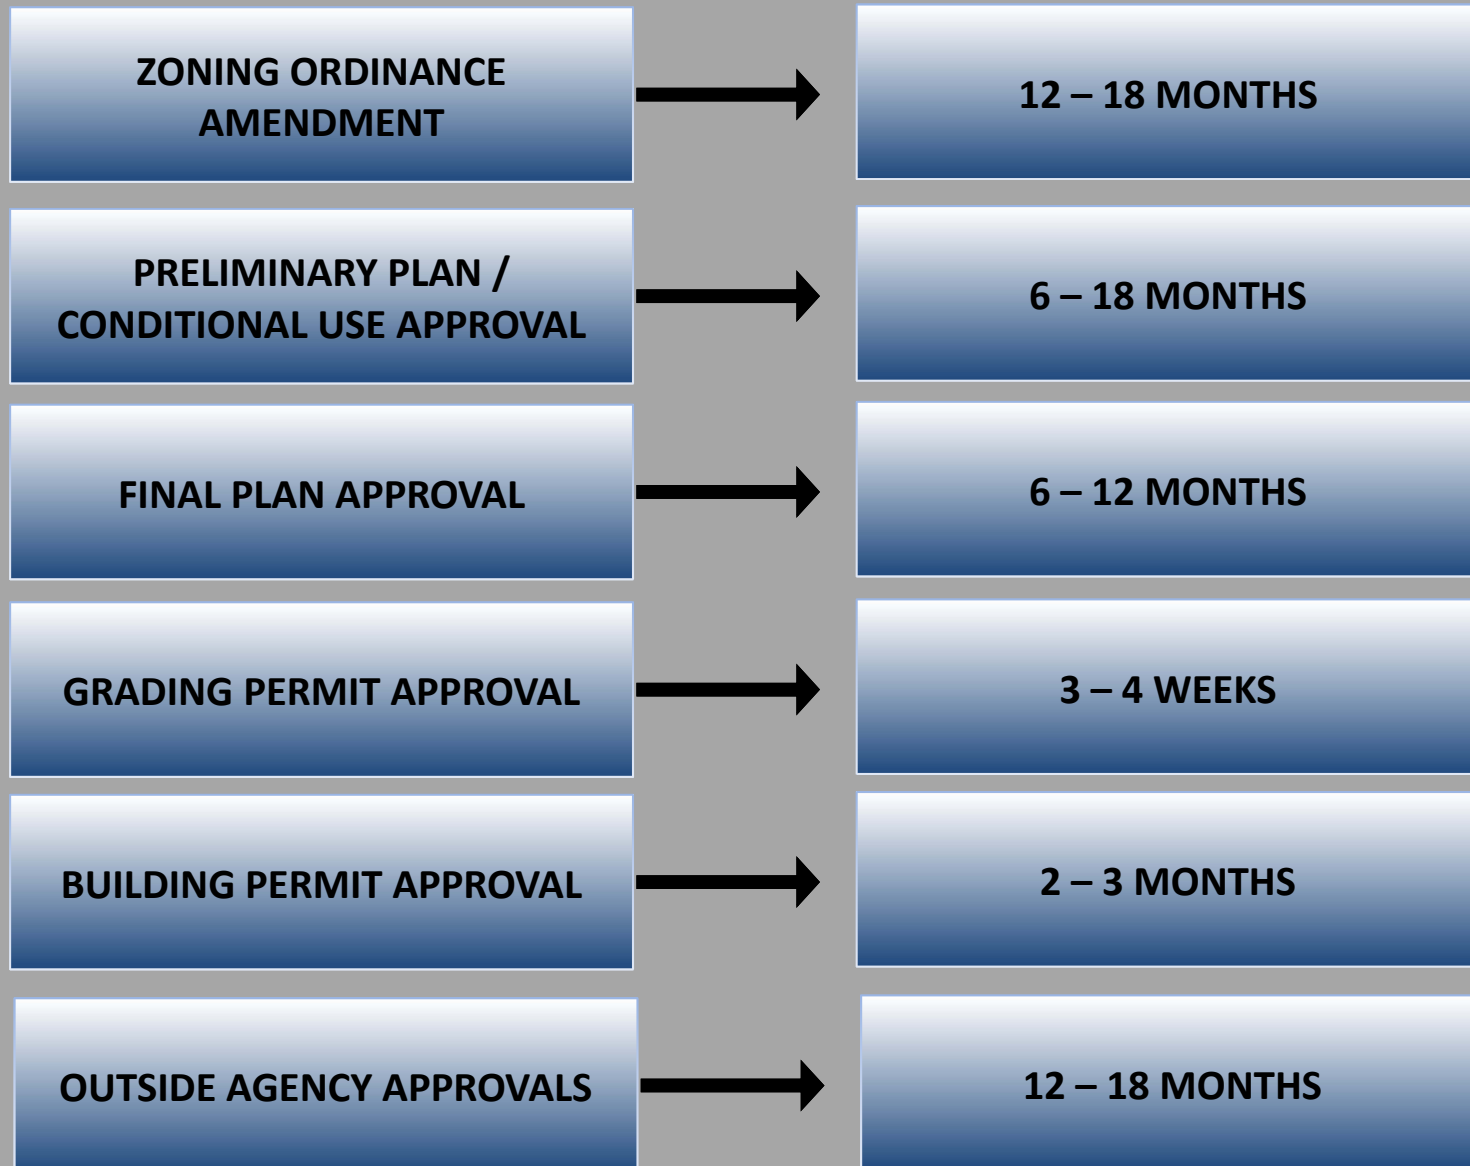 ZONING ORDINANCE
AMENDMENT
12 – 18 MONTHS
PRELIMINARY PLAN /
CONDITIONAL USE APPROVAL
6 – 18 MONTHS
FINAL PLAN APPROVAL
6 – 12 MONTHS
GRADING PERMIT APPROVAL
3 – 4 WEEKS
BUILDING PERMIT APPROVAL
2 – 3 MONTHS
OUTSIDE AGENCY APPROVALS
12 – 18 MONTHS